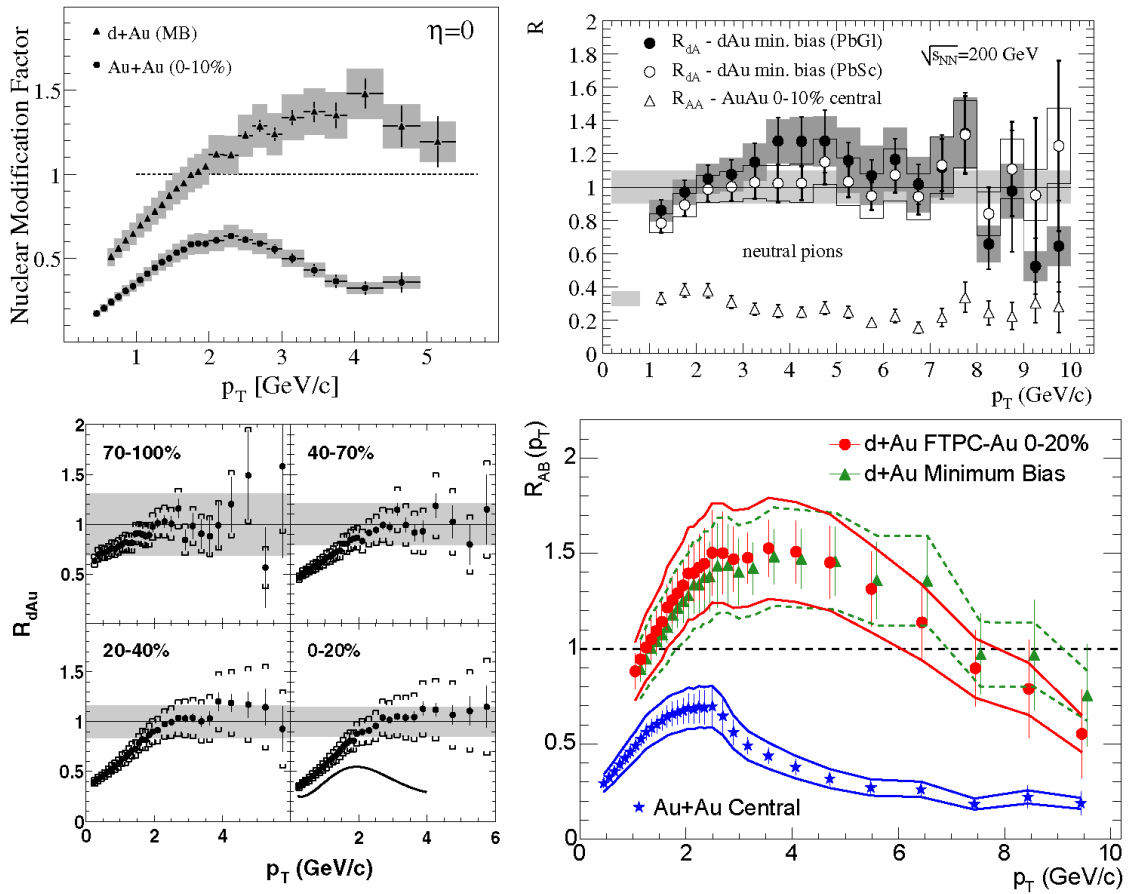 Nuclear Modification Factor
1.5
1
0.5
d+Au (MB)
Au+Au (0-10%)
η=0
1 2 3 4 5
p_T [GeV/c]
R
2
1.8
1.6
1.4
1.2
1
0.8
0.6
0.4
0.2
0
R_dA - dAu min. bias (PbGl)
R_dA - dAu min. bias (PbSc)
R_AA - AuAu 0-10% central
√s_NN=200 GeV
neutral pions
0 1 2 3 4 5 6 7 8 9 10
p_T (GeV/c)
R_dAu
2
1.5
1
0.5
70-100%
40-70%
1.5
1
0.5
0
20-40%
0-20%
0 2 4 0 2 4 6
p_T (GeV/c)
R_AB(p_T)
2
1.5
1
0.5
0
d+Au FTPC-Au 0-20%
d+Au Minimum Bias
Au+Au Central
0 2 4 6 8 10
p_T (GeV/c)